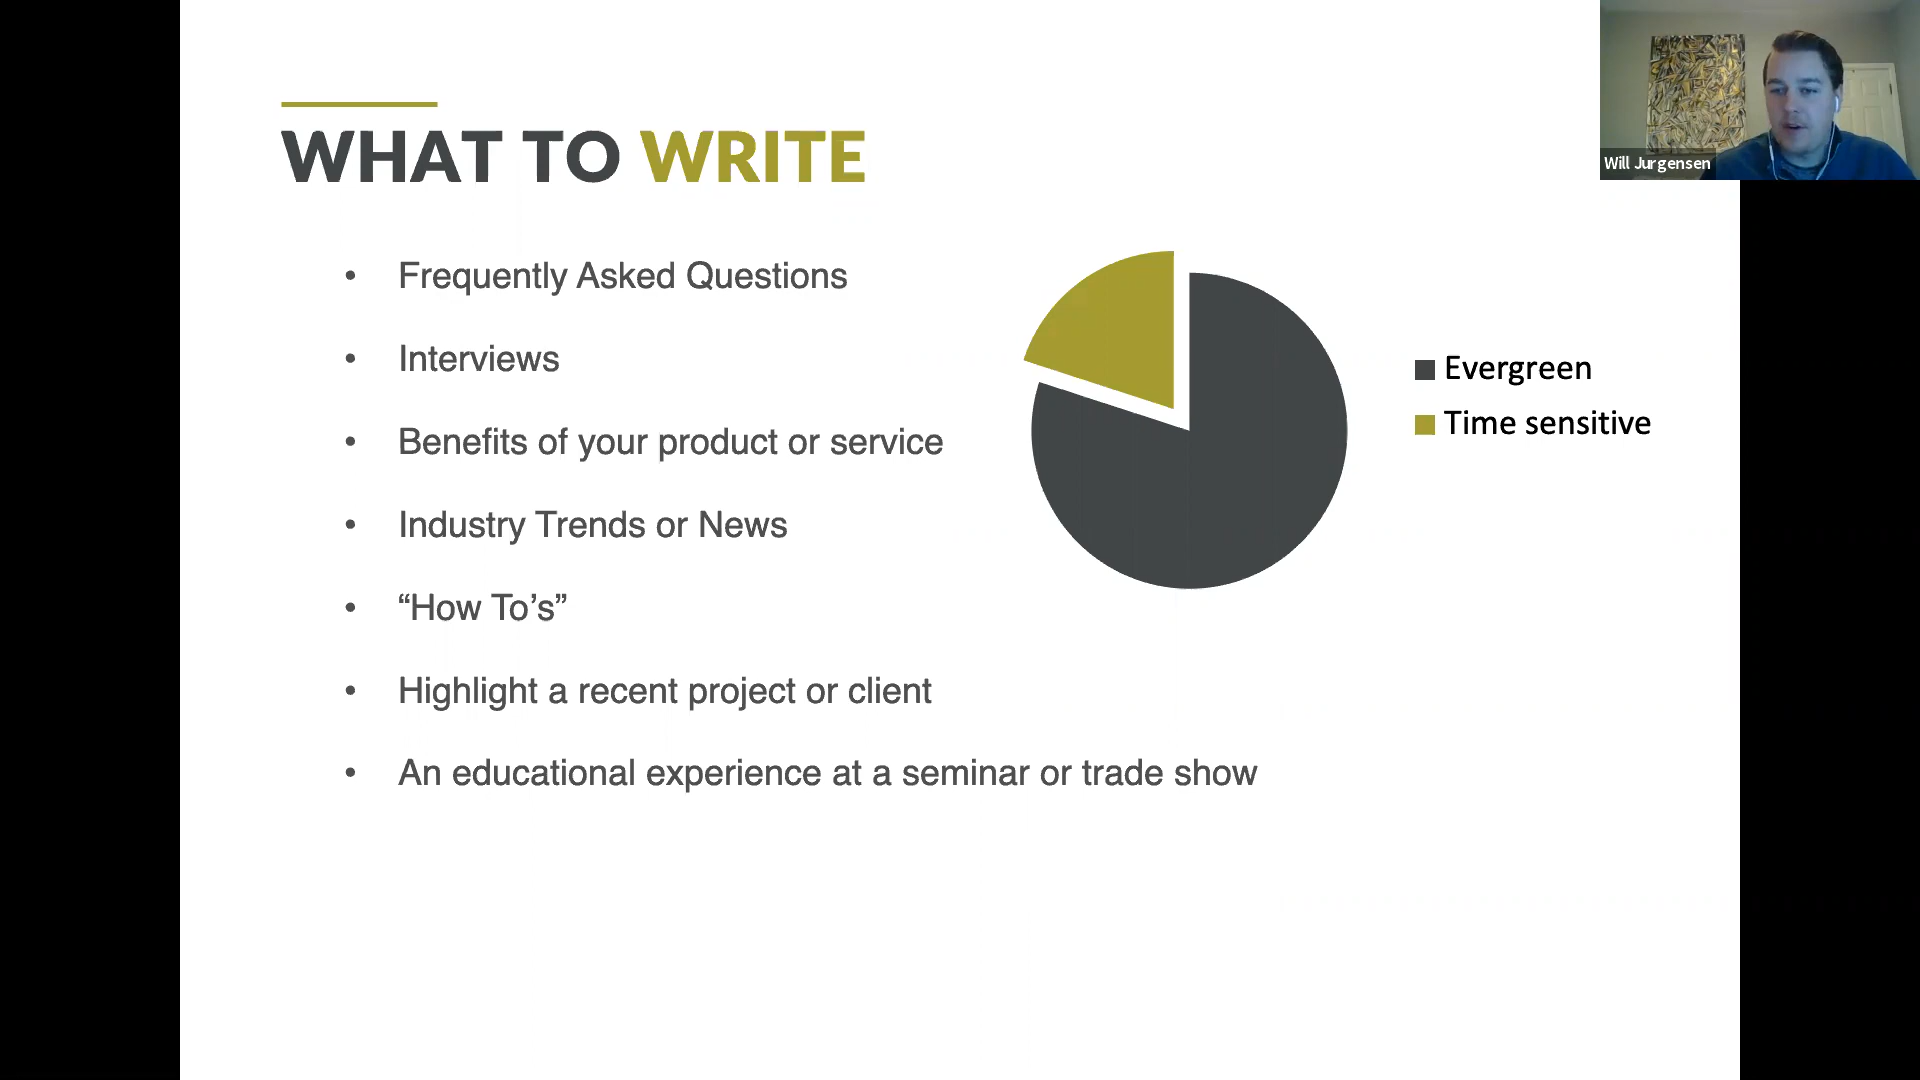 WHAT TO WRITE
• Frequently Asked Questions
• Interviews
• Benefits of your product or service
• Industry Trends or News
• “How To’s”
• Highlight a recent project or client
• An educational experience at a seminar or trade show
Evergreen
Time sensitive
Will Jurgensen